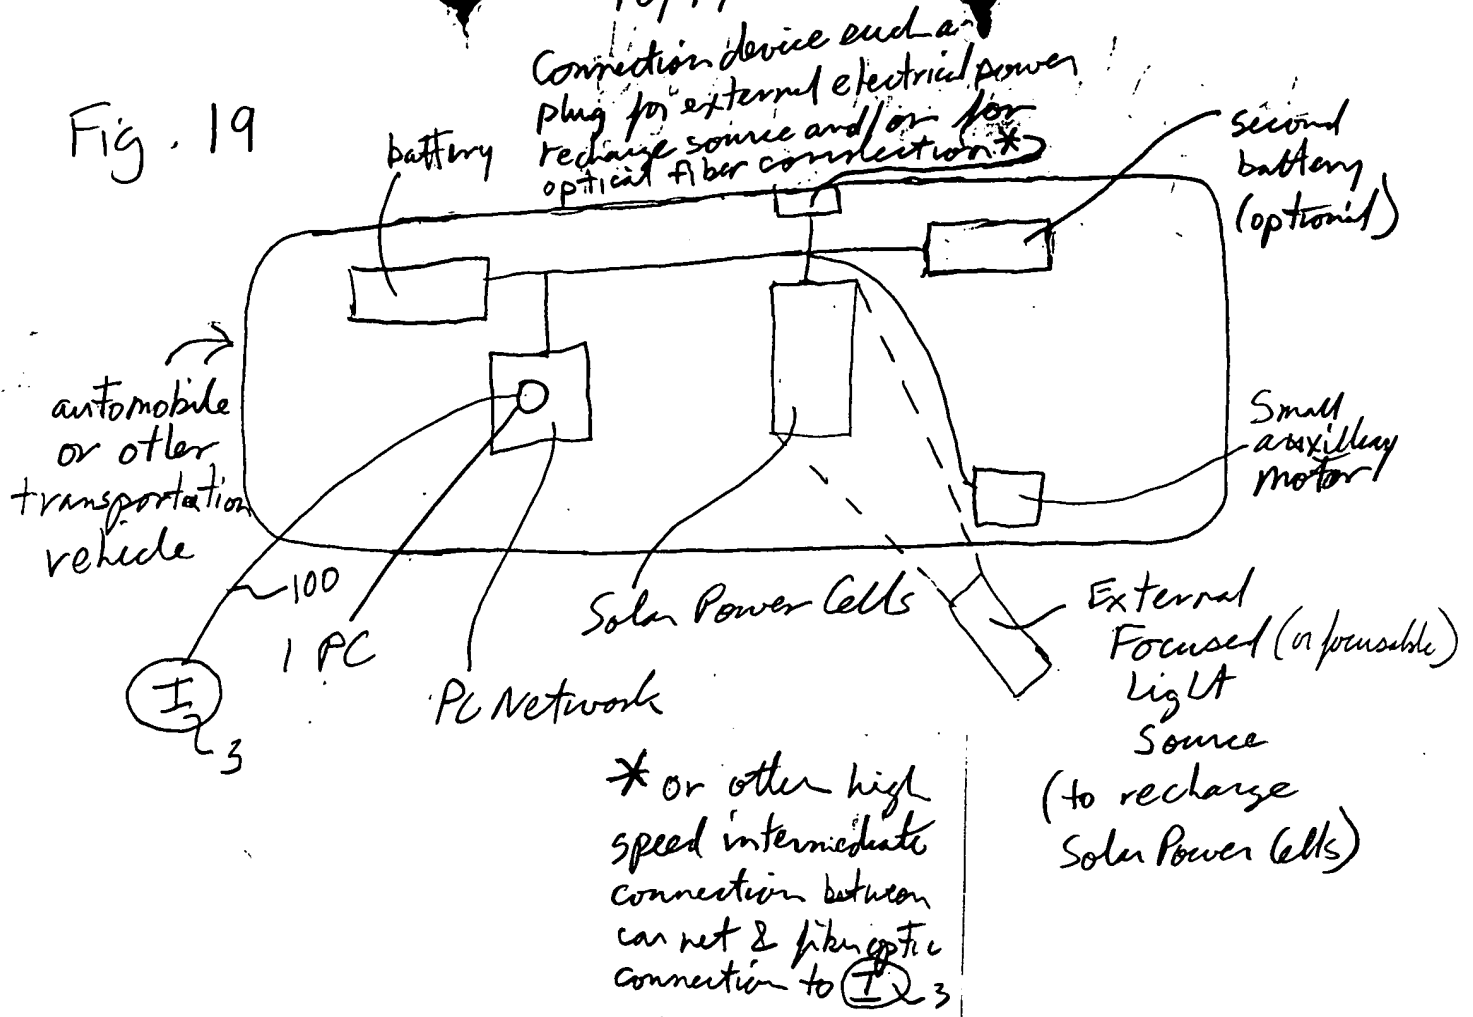 Connection device such as
plug for external electrical power
recharge source and/or for
optical fiber connection *
Fig. 19
battery
second
battery
(optional)
automobile
or other
transportation
vehicle
Small
auxillary
motor
100
1 PC
PC Network
I
3
Solar Power Cells
External
Focused (or focusable)
Light
Source
(to recharge
Solar Power Cells)
* or other high
speed intermediate
connection between
car net & fiber optic
connection to I 3